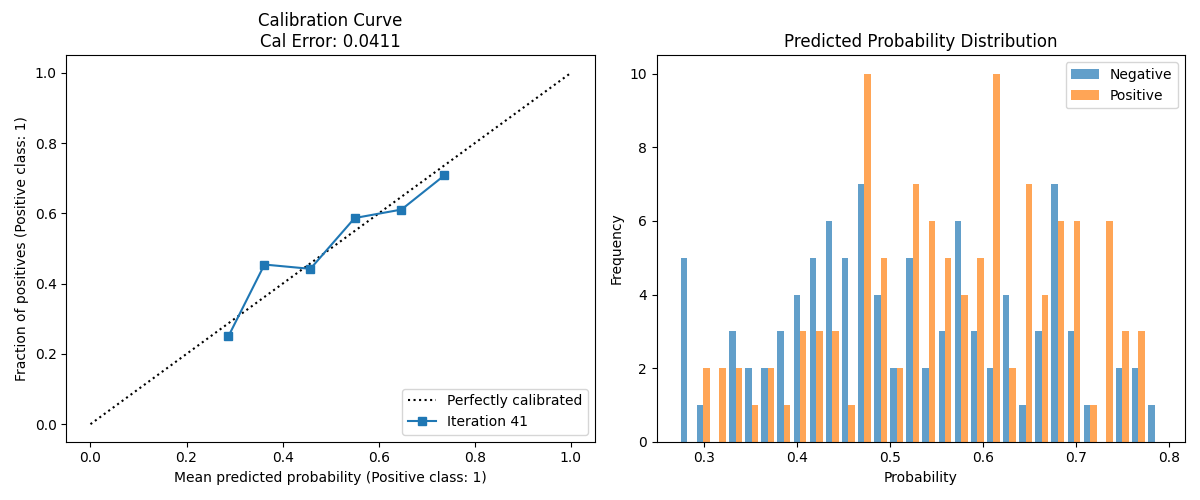 Calibration Curve
Cal Error: 0.0411
Fraction of positives (Positive class: 1)
1.0
0.8
0.6
0.4
0.2
0.0
0.0 0.2 0.4 0.6 0.8 1.0
Mean predicted probability (Positive class: 1)
Perfectly calibrated
Iteration 41
Predicted Probability Distribution
Frequency
10
8
6
4
2
0
0.3 0.4 0.5 0.6 0.7 0.8
Probability
Negative
Positive